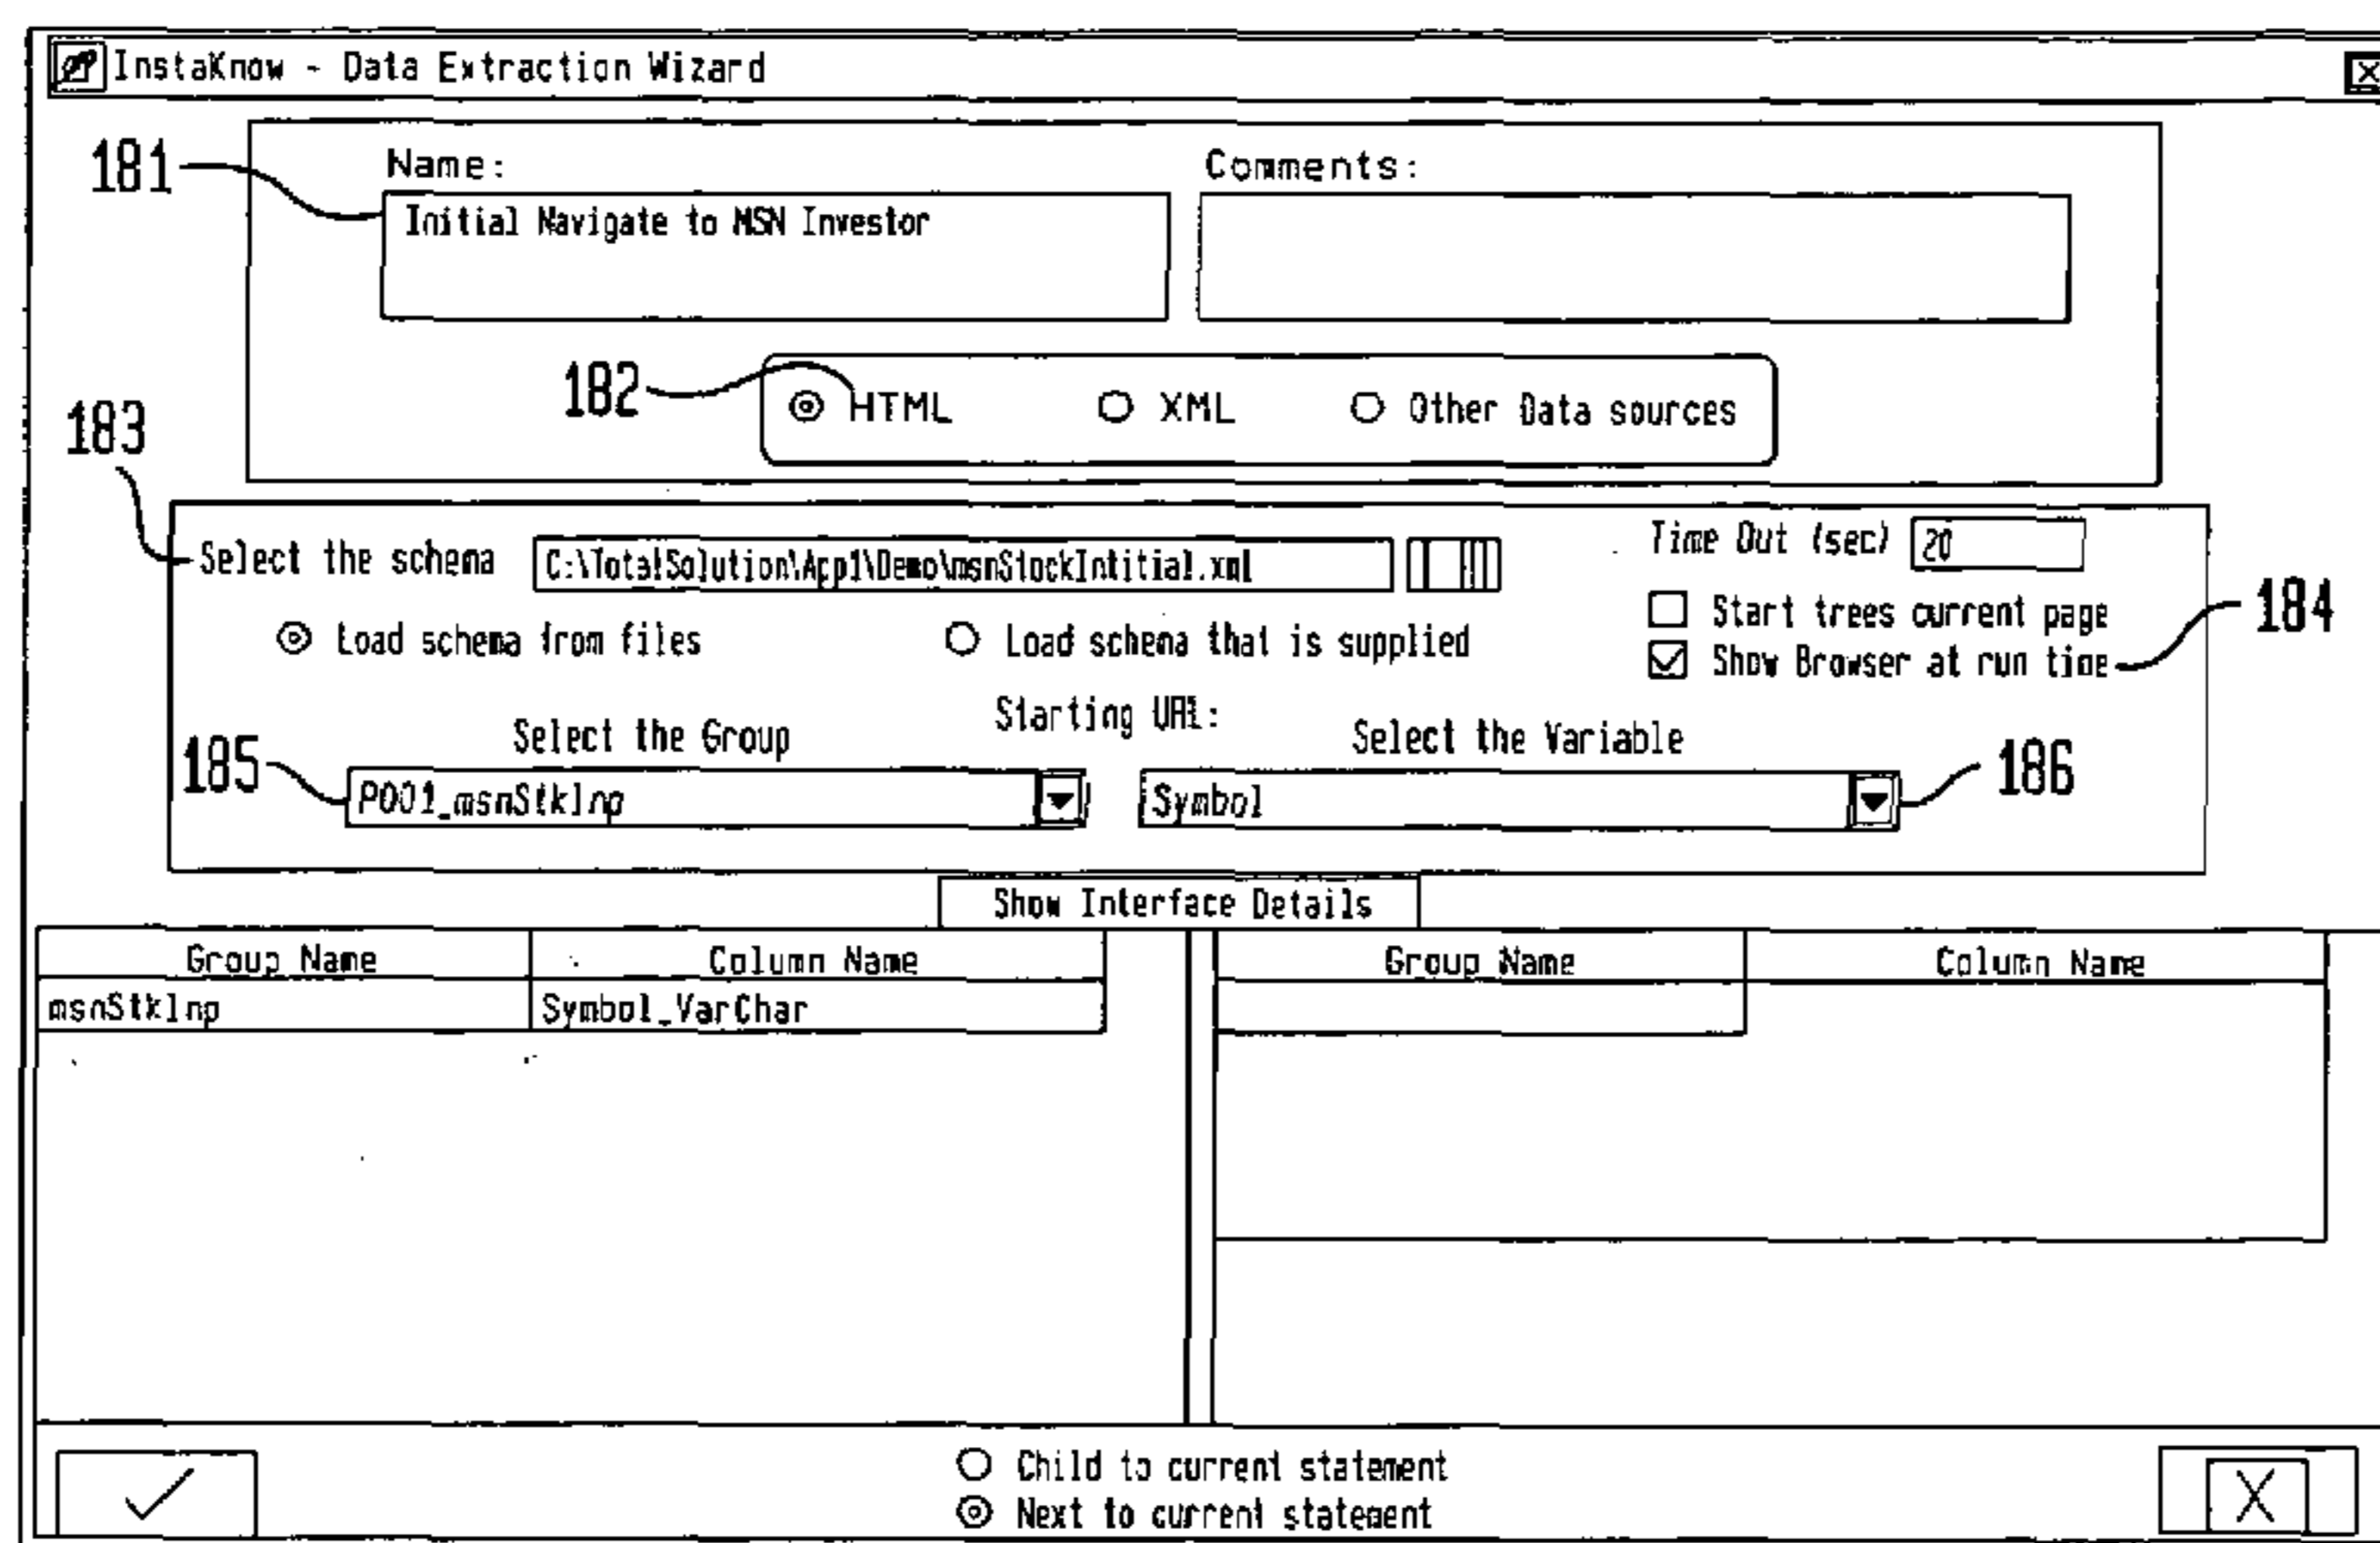 InstaKnow - Data Extraction Wizard
181
Name:
Comments:
Initial Navigate to MSN Investor
182
HTML
XML
Other Data sources
183
Select the schema
C:\TotalSolution\App1\Demo\msnStockIntitial.xml
Time Out (sec)
20
Load schema from files
Load schema that is supplied
Start trees current page
184
Show Browser at run time
Starting URL:
Select the Group
Select the Variable
185
P001_msnStkInp
Symbol
186
Show Interface Details
Group Name
Column Name
Group Name
Column Name
msnStkInp
Symbol_VarChar
Child to current statement
Next to current statement